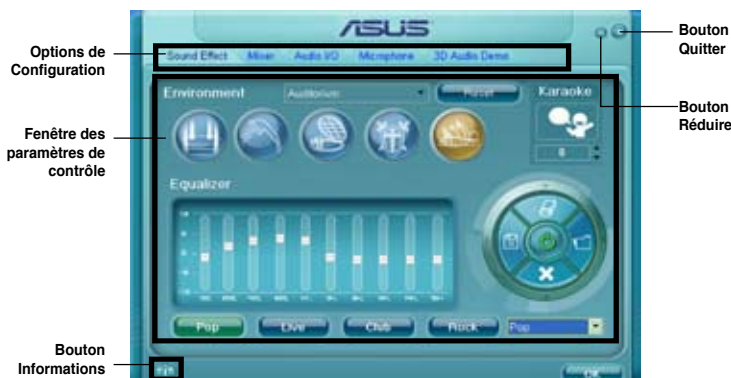 ASUS
Bouton
Quitter
Options de
Configuration
Sound Effect Mixer Audio I/O Microphone 3D Audio Demo
Bouton
Réduire
Environment Auditorium Reset Karaoke
Fenêtre des
paramètres de
contrôle
Equalizer
Pop Live Club Rock Pop
Bouton
Informations
OK